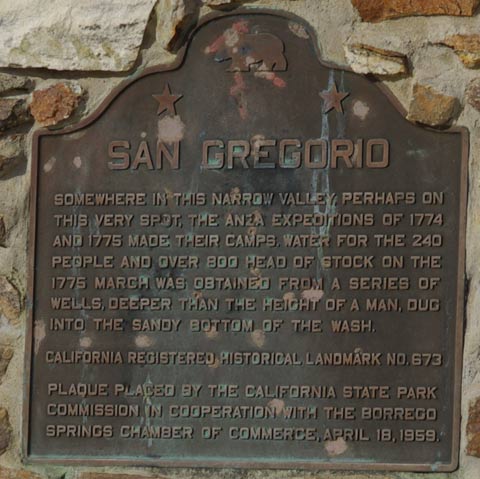 SAN GREGORIO
SOMEWHERE IN THIS NARROW VALLEY, PERHAPS ON
THIS VERY SPOT, THE ANZA EXPEDITIONS OF 1774
AND 1775 MADE THEIR CAMPS. WATER FOR THE 240
PEOPLE AND OVER 800 HEAD OF STOCK ON THE
1775 MARCH WAS OBTAINED FROM A SERIES OF
WELLS, DEEPER THAN THE HEIGHT OF A MAN, DUG
INTO THE SANDY BOTTOM OF THE WASH.
CALIFORNIA REGISTERED HISTORICAL LANDMARK NO. 673
PLAQUE PLACED BY THE CALIFORNIA STATE PARK
COMMISSION IN COOPERATION WITH THE BORREGO
SPRINGS CHAMBER OF COMMERCE, APRIL 18, 1959.